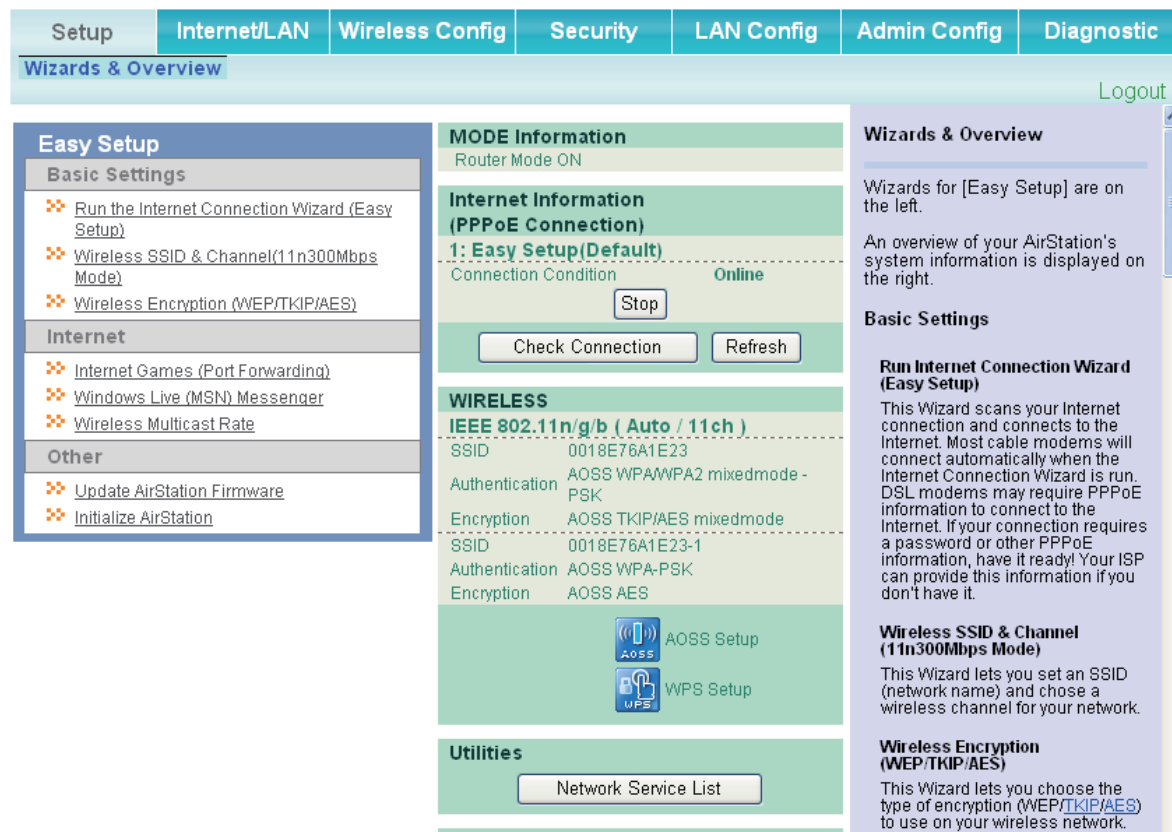 Setup
Internet/LAN
Wireless Config
Security
LAN Config
Admin Config
Diagnostic
Wizards & Overview
Logout
Easy Setup
Basic Settings
Run the Internet Connection Wizard (Easy
Setup)
Wireless SSID & Channel(11n300Mbps
Mode)
Wireless Encryption (WEP/TKIP/AES)
Internet
Internet Games (Port Forwarding)
Windows Live (MSN) Messenger
Wireless Multicast Rate
Other
Update AirStation Firmware
Initialize AirStation
MODE Information
Router Mode ON
Internet Information
(PPPoE Connection)
1: Easy Setup(Default)
Connection Condition Online
Stop
Check Connection Refresh
WIRELESS
IEEE 802.11n/g/b ( Auto / 11ch )
SSID 0018E76A1E23
Authentication AOSS WPA/WPA2 mixedmode -
PSK
Encryption AOSS TKIP/AES mixedmode
SSID 0018E76A1E23-1
Authentication AOSS WPA-PSK
Encryption AOSS AES
AOSS AOSS Setup
WPS WPS Setup
Utilities
Network Service List
Wizards & Overview
Wizards for [Easy Setup] are on
the left.
An overview of your AirStation's
system information is displayed on
the right.
Basic Settings
Run Internet Connection Wizard
(Easy Setup)
This Wizard scans your Internet
connection and connects to the
Internet. Most cable modems will
connect automatically when the
Internet Connection Wizard is run.
DSL modems may require PPPoE
information to connect to the
Internet. If your connection requires
a password or other PPPoE
information, have it ready! Your ISP
can provide this information if you
don't have it.
Wireless SSID & Channel
(11n300Mbps Mode)
This Wizard lets you set an SSID
(network name) and chose a
wireless channel for your network.
Wireless Encryption
(WEP/TKIP/AES)
This Wizard lets you choose the
type of encryption (WEP/TKIP/AES)
to use on your wireless network.